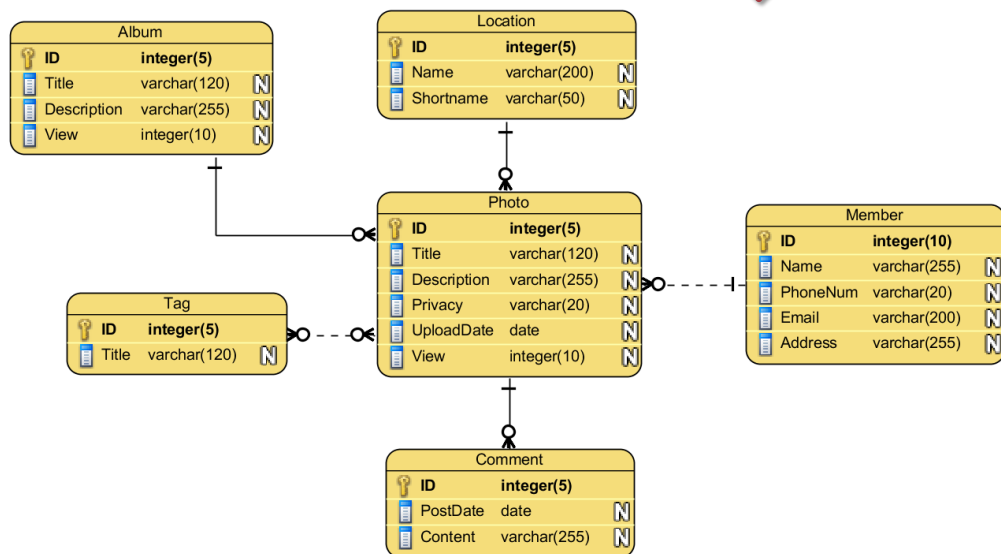 Album
ID integer(5)
Title varchar(120) N
Description varchar(255) N
View integer(10) N
Location
ID integer(5)
Name varchar(200) N
Shortname varchar(50) N
Photo
ID integer(5)
Title varchar(120) N
Description varchar(255) N
Privacy varchar(20) N
UploadDate date N
View integer(10) N
Member
ID integer(10)
Name varchar(255) N
PhoneNum varchar(20) N
Email varchar(200) N
Address varchar(255) N
Tag
ID integer(5)
Title varchar(120) N
Comment
ID integer(5)
PostDate date N
Content varchar(255) N